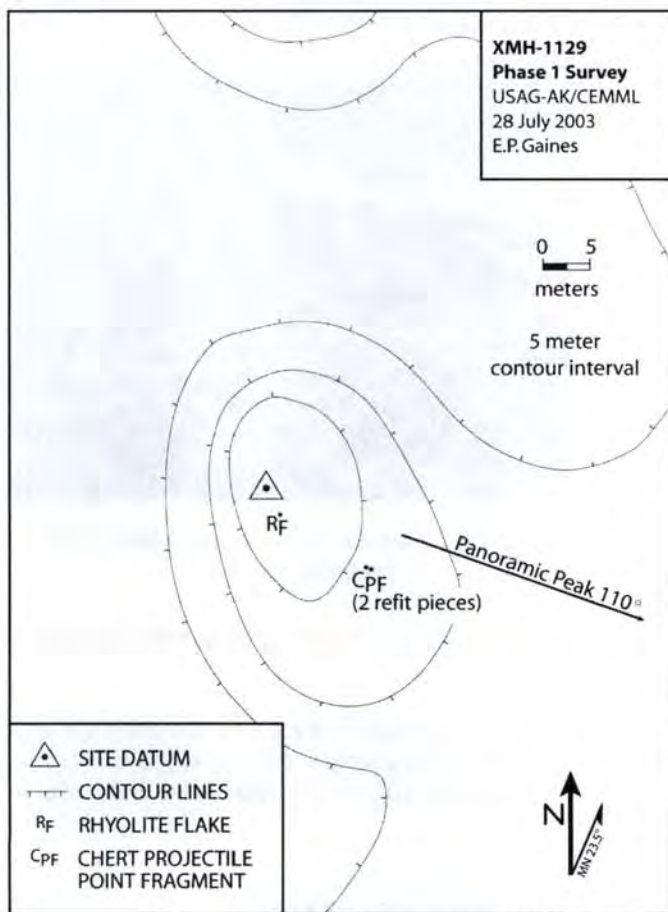 XMH-1129
Phase 1 Survey
USAG-AK/CEMML
28 July 2003
E.P. Gaines
0 5
meters
5 meter
contour interval
RF
CPF
(2 refit pieces)
Panoramic Peak 110°
SITE DATUM
CONTOUR LINES
RF RHYOLITE FLAKE
CPF CHERT PROJECTILE
POINT FRAGMENT
N
MN 23.5°